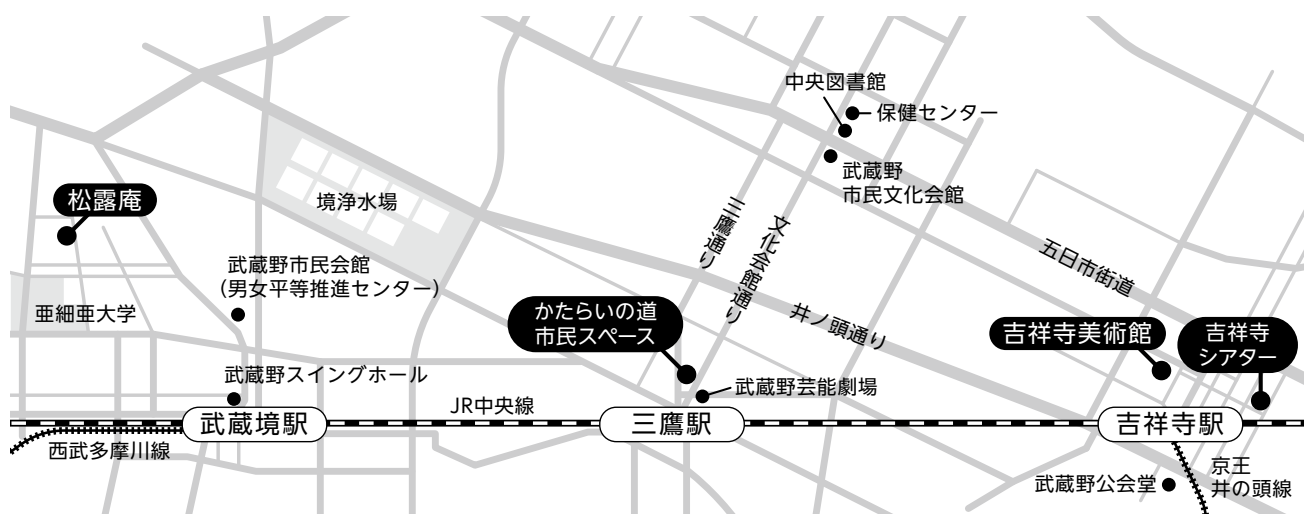 中央図書館
保健センター
武蔵野
市民文化会館
松露庵
境浄水場
三鷹通り
文化会館通り
五日市街道
武蔵野市民会館
(男女平等推進センター)
亜細亜大学
かたらいの道
市民スペース
井ノ頭通り
吉祥寺美術館
吉祥寺
シアター
武蔵野スイングホール
武蔵野芸能劇場
JR中央線
武蔵境駅
三鷹駅
吉祥寺駅
西武多摩川線
武蔵野公会堂
京王
井の頭線